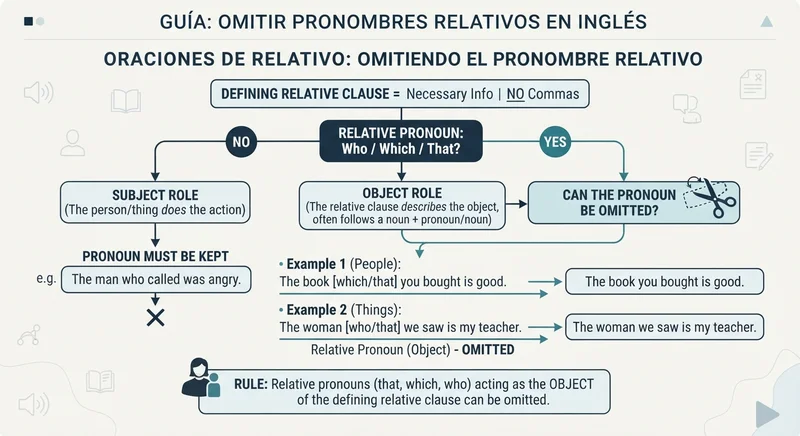 GUÍA: OMITIR PRONOMBRES RELATIVOS EN INGLÉS
ORACIONES DE RELATIVO: OMITIENDO EL PRONOMBRE RELATIVO
DEFINING RELATIVE CLAUSE = Necessary Info | NO Commas
NO
RELATIVE PRONOUN:
Who / Which / That?
YES
SUBJECT ROLE
(The person/thing does the action)
OBJECT ROLE
(The relative clause describes the object,
often follows a noun + pronoun/noun)
CAN THE PRONOUN
BE OMITTED?
PRONOUN MUST BE KEPT
e.g. The man who called was angry.
• Example 1 (People):
The book [which/that] you bought is good.
The book you bought is good.
• Example 2 (Things):
The woman [who/that] we saw is my teacher.
The woman we saw is my teacher.
Relative Pronoun (Object) - OMITTED
RULE: Relative pronouns (that, which, who) acting as the OBJECT
of the defining relative clause can be omitted.